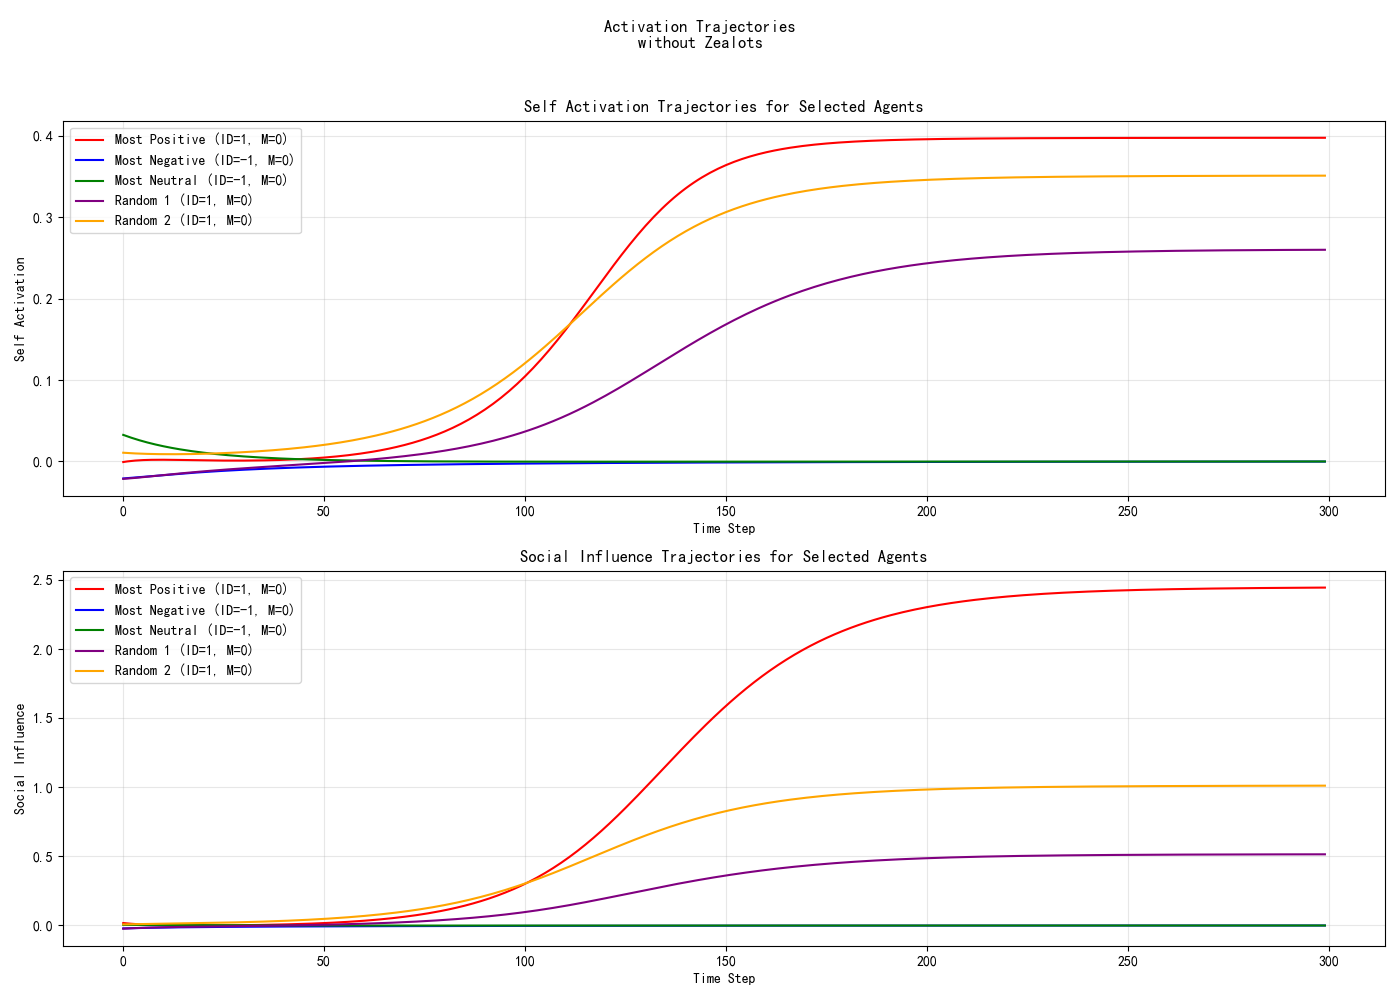 Activation Trajectories
without Zealots
Self Activation Trajectories for Selected Agents
Most Positive (ID=1, M=0)
Most Negative (ID=-1, M=0)
Most Neutral (ID=-1, M=0)
Random 1 (ID=1, M=0)
Random 2 (ID=1, M=0)
Self Activation
0.4
0.3
0.2
0.1
0.0
0 50 100 150 200 250 300
Time Step
Social Influence Trajectories for Selected Agents
Most Positive (ID=1, M=0)
Most Negative (ID=-1, M=0)
Most Neutral (ID=-1, M=0)
Random 1 (ID=1, M=0)
Random 2 (ID=1, M=0)
Social Influence
2.5
2.0
1.5
1.0
0.5
0.0
0 50 100 150 200 250 300
Time Step